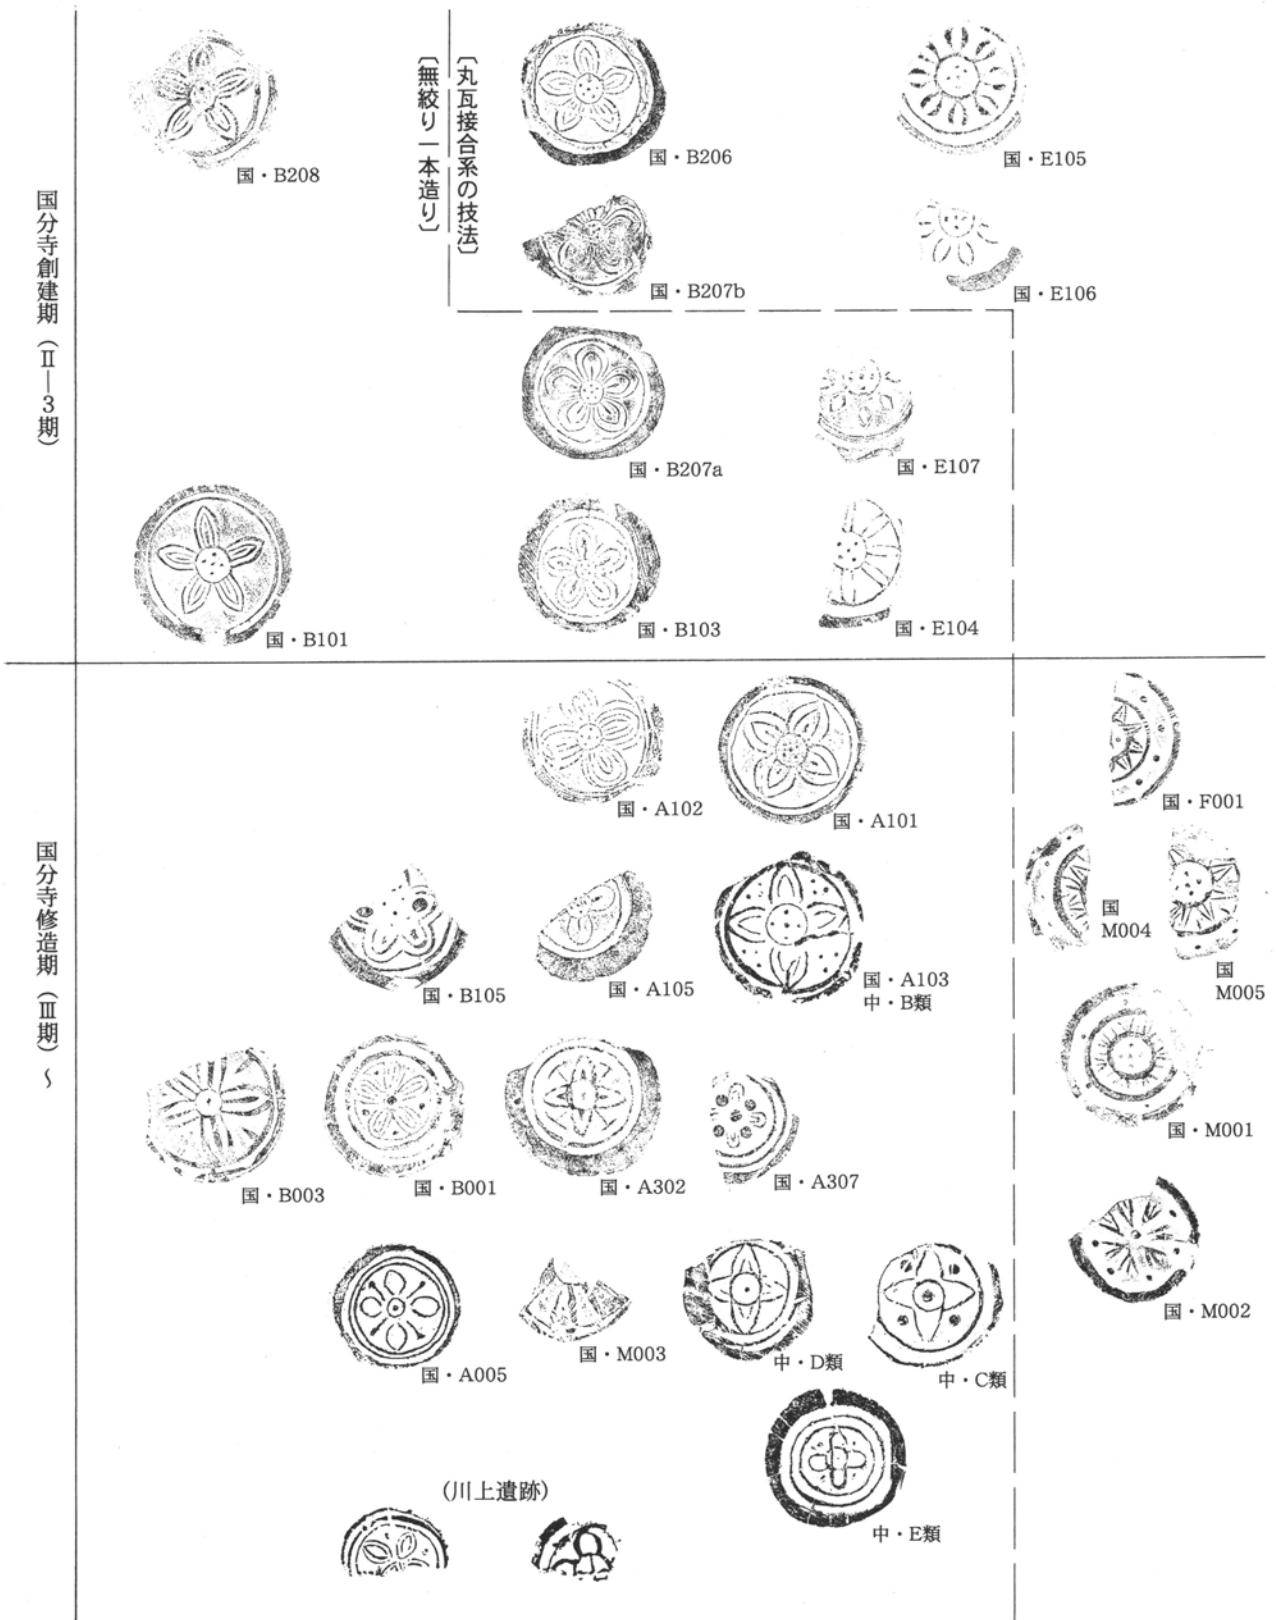 国分寺創建期(Ⅱ―3期)
〔丸瓦接合系の技法〕
〔無絞り一本造り〕
国・B208
国・B206
国・E105
国・B207b
国・E106
国・B207a
国・E107
国・B101
国・B103
国・E104
国分寺修造期(Ⅲ期)~
国・A102
国・A101
国・F001
国・B105
国・A105
国・A103
中・B類
国
M004
国
M005
国・B003
国・B001
国・A302
国・A307
国・M001
国・A005
国・M003
中・D類
中・C類
国・M002
(川上遺跡)
中・E類